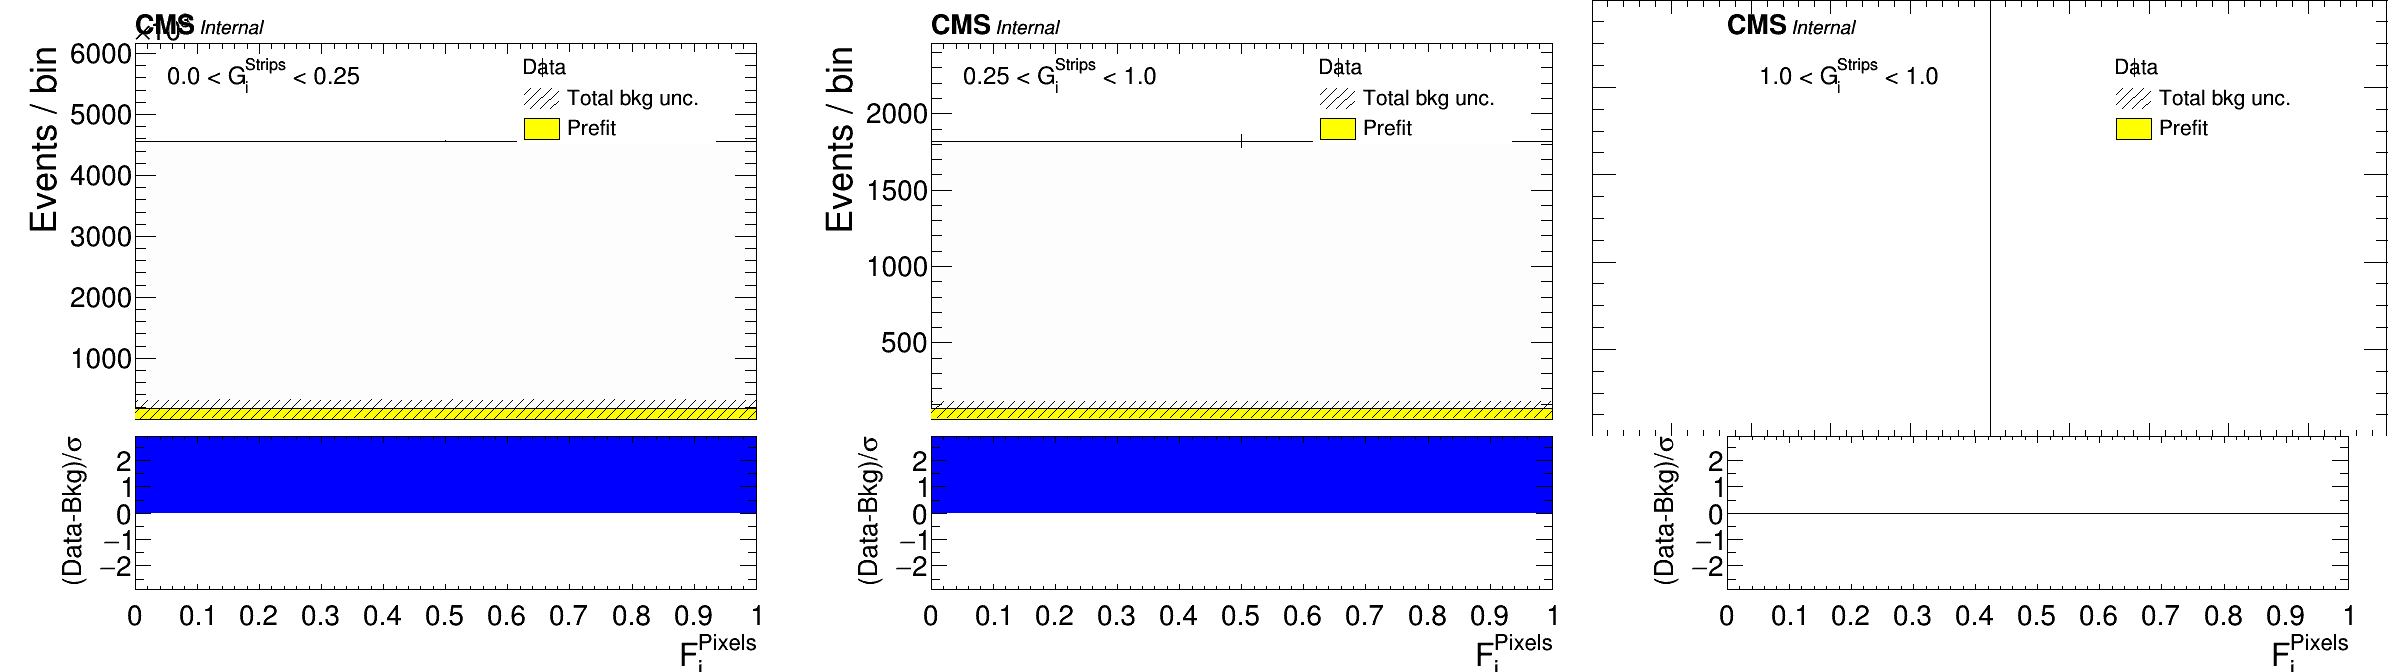 CMS Internal
×10³
6000
5000
4000
3000
2000
1000
Events / bin
0.0 < G_i^Strips < 0.25
Data
Total bkg unc.
Prefit
(Data-Bkg)/σ
2
1
0
−1
−2
0 0.1 0.2 0.3 0.4 0.5 0.6 0.7 0.8 0.9 1
F_i^Pixels
CMS Internal
2000
1500
1000
500
Events / bin
0.25 < G_i^Strips < 1.0
Data
Total bkg unc.
Prefit
(Data-Bkg)/σ
2
1
0
−1
−2
0 0.1 0.2 0.3 0.4 0.5 0.6 0.7 0.8 0.9 1
F_i^Pixels
CMS Internal
1.0 < G_i^Strips < 1.0
Data
Total bkg unc.
Prefit
(Data-Bkg)/σ
2
1
0
−1
−2
0 0.1 0.2 0.3 0.4 0.5 0.6 0.7 0.8 0.9 1
F_i^Pixels